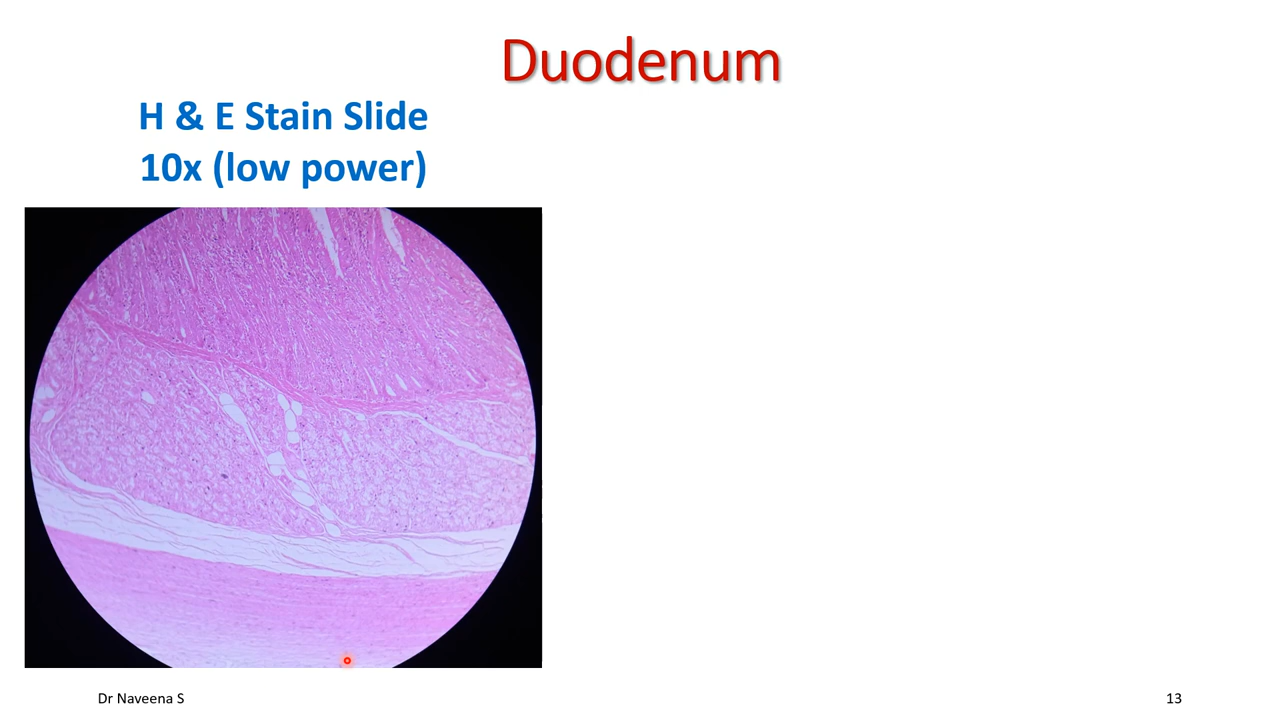 Duodenum
H & E Stain Slide
10x (low power)
Dr Naveena S
13